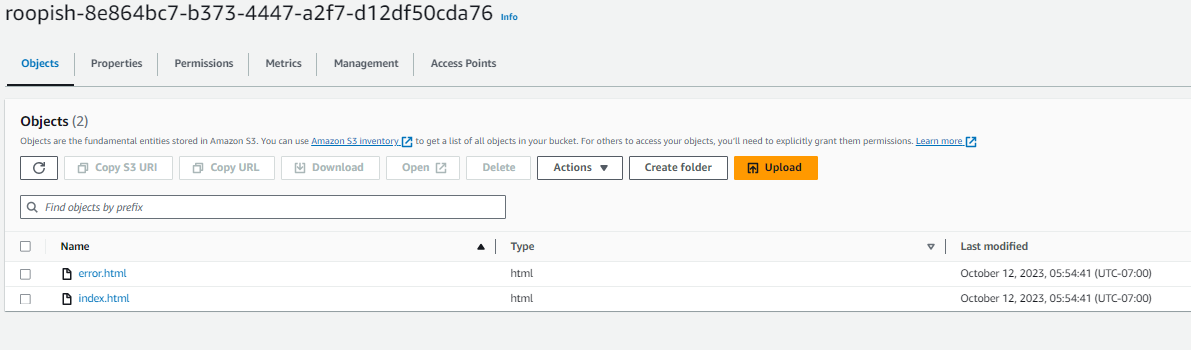 roopish-8e864bc7-b373-4447-a2f7-d12df50cda76 Info
Objects Properties Permissions Metrics Management Access Points
Objects (2)
Objects are the fundamental entities stored in Amazon S3. You can use Amazon S3 inventory to get a list of all objects in your bucket. For others to access your objects, you'll need to explicitly grant them permissions. Learn more
Copy S3 URI Copy URL Download Open Delete Actions Create folder Upload
Find objects by prefix
Name Type Last modified
error.html html October 12, 2023, 05:54:41 (UTC-07:00)
index.html html October 12, 2023, 05:54:41 (UTC-07:00)